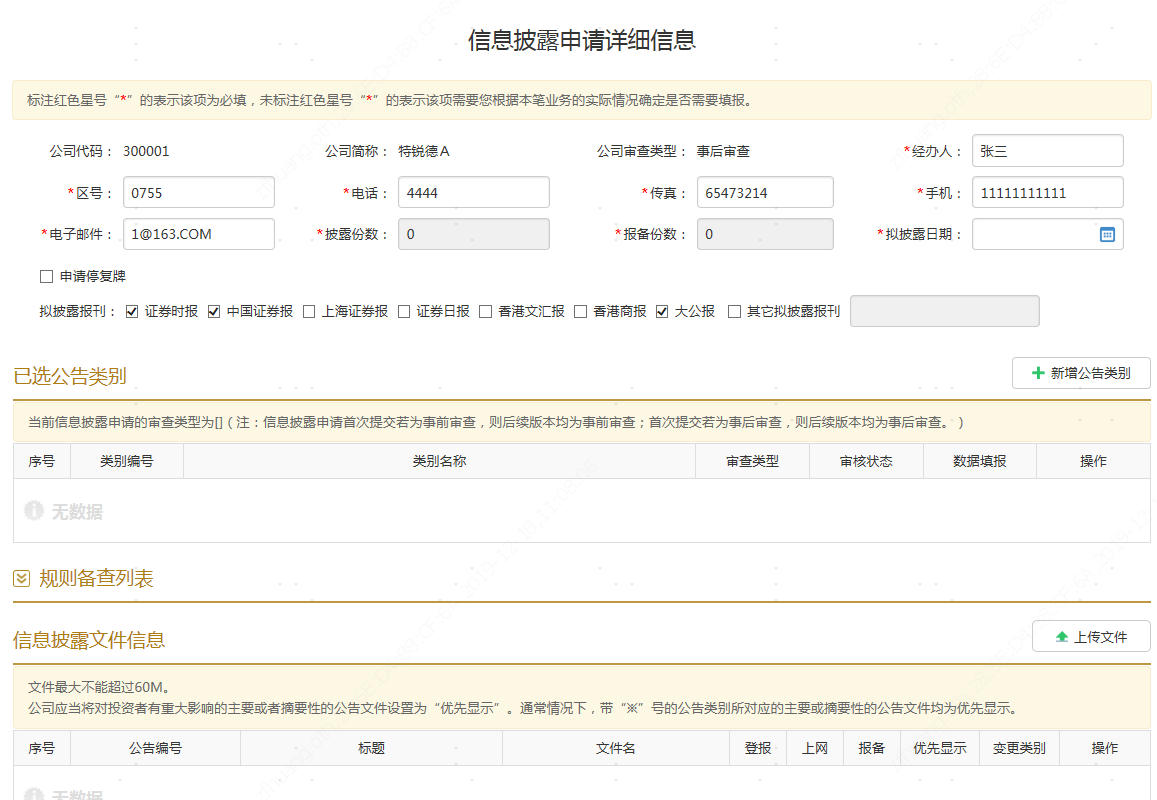 信息披露申请详细信息
标注红色星号“*”的表示该项为必填，未标注红色星号“*”的表示该项需要您根据本笔业务的实际情况确定是否需要填报。
公司代码： 300001 公司简称： 特锐德A 公司审查类型： 事后审查 *经办人： 张三
*区号： 0755 *电话： 4444 *传真： 65473214 *手机： 11111111111
*电子邮件： 1@163.COM *披露份数： 0 *报备份数： 0 *拟披露日期：
申请停复牌
拟披露报刊： 证券时报 中国证券报 上海证券报 证券日报 香港文汇报 香港商报 大公报 其它拟披露报刊
已选公告类别 新增公告类别
当前信息披露申请的审查类型为[]（注：信息披露申请首次提交若为事前审查，则后续版本均为事前审查；首次提交若为事后审查，则后续版本均为事后审查。）
序号 类别编号 类别名称 审查类型 审核状态 数据填报 操作
无数据
规则备查列表
信息披露文件信息 上传文件
文件最大不能超过60M。
公司应当将对投资者有重大影响的主要或者摘要性的公告文件设置为“优先显示”。通常情况下，带“※”号的公告类别所对应的主要或摘要性的公告文件均为优先显示。
序号 公告编号 标题 文件名 登报 上网 报备 优先显示 变更类别 操作
无数据